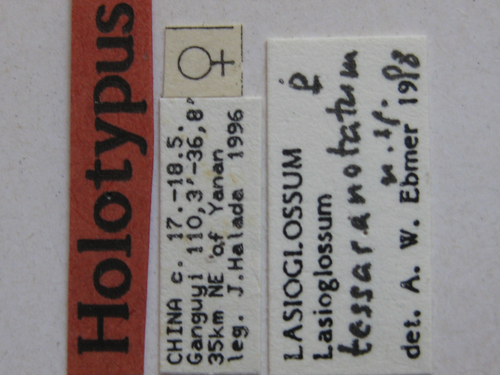 Holotypus
♀
CHINA c. 17.-18.5.
Ganguyi 110,3'-36,8'
35km NE of Yanan
leg. J.Halada 1996
LASIOGLOSSUM ♀
Lasioglossum
tessaranotatum
n. sp.
det. A. W. Ebmer 1998